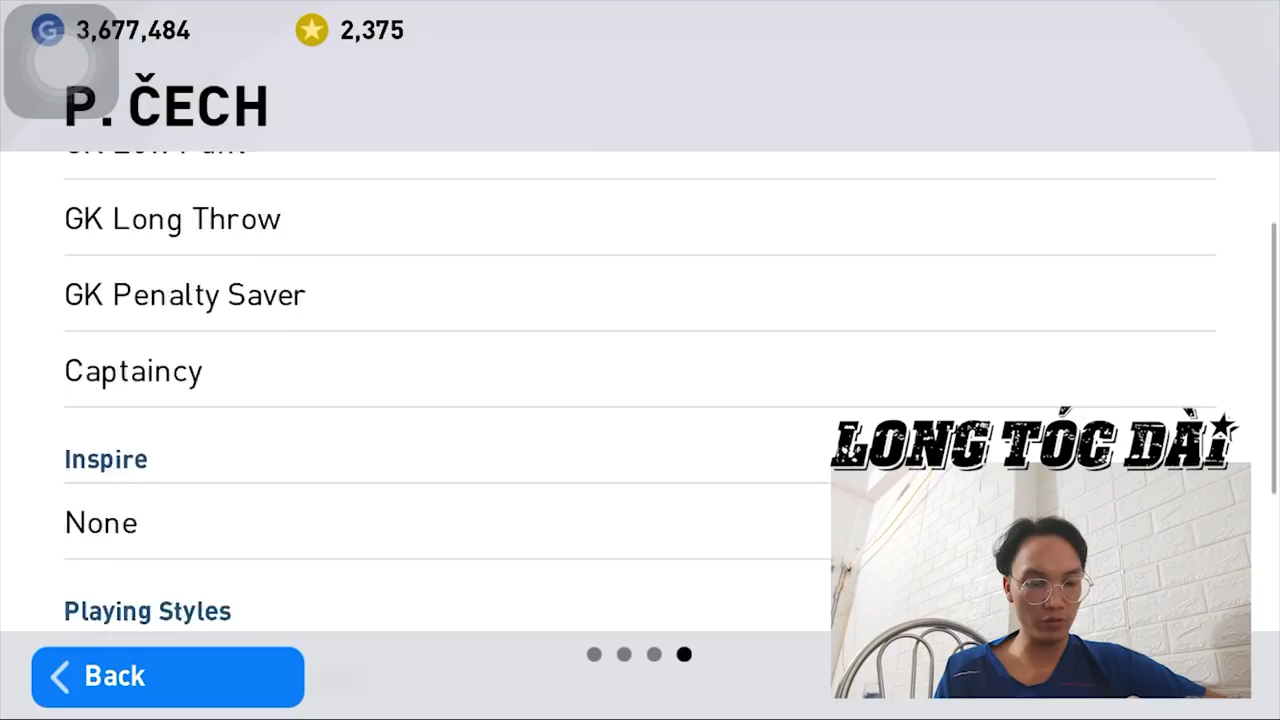 3,677,484
2,375
P. ČECH
GK Long Throw
GK Penalty Saver
Captaincy
Inspire
None
Playing Styles
LONG TÓC DÀI
Back